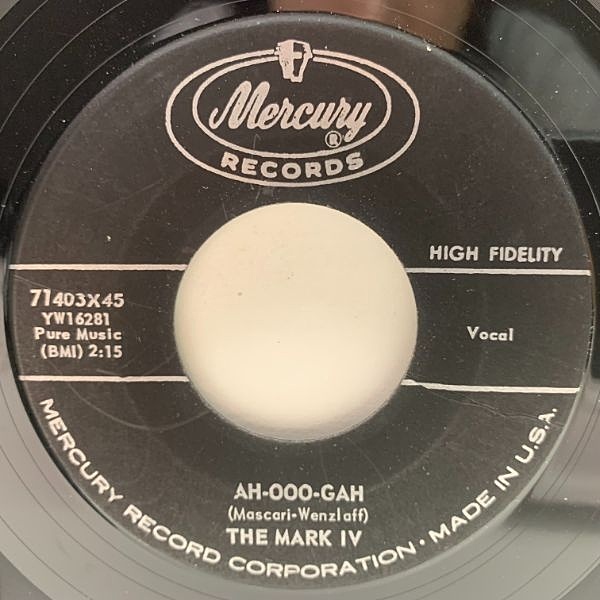 Mercury
®
RECORDS
HIGH FIDELITY
71403X45
YW16281
Pure Music
(BMI) 2:15
Vocal
AH-OOO-GAH
(Mascari-Wenzlaff)
THE MARK IV
MERCURY RECORD CORPORATION • MADE IN U.S.A.